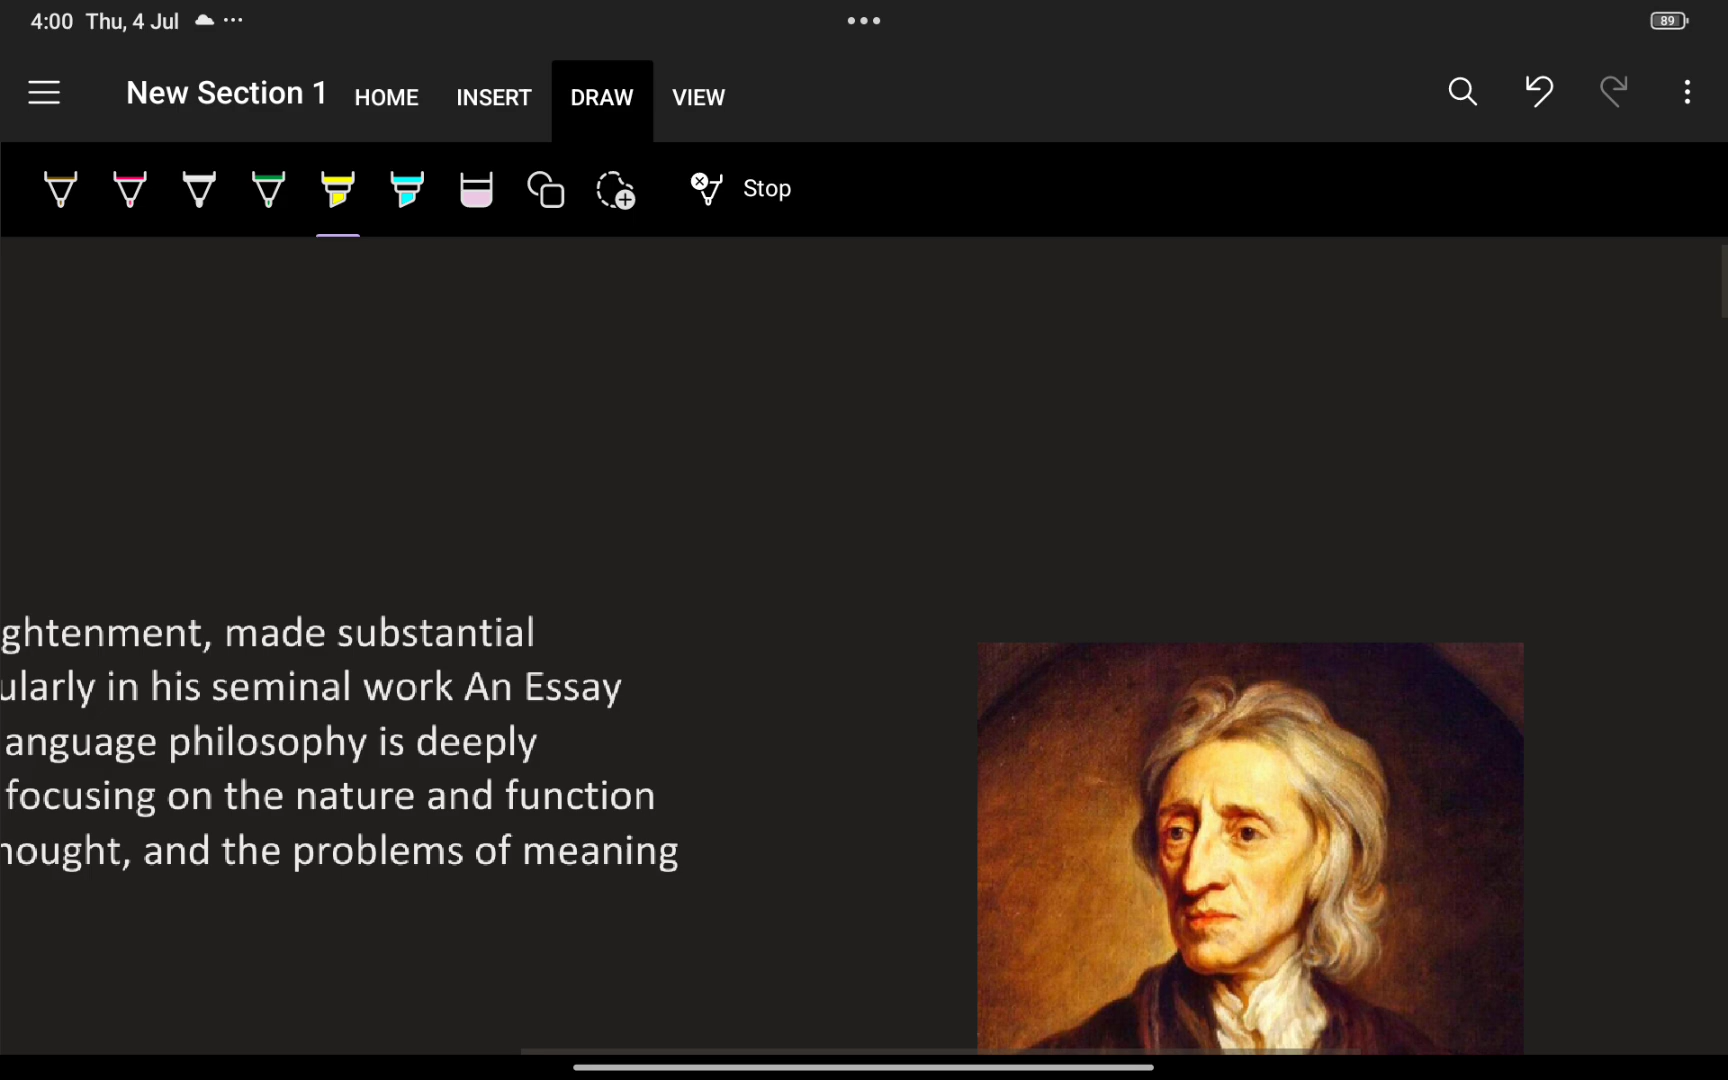 4:00 Thu, 4 Jul
89
New Section 1 HOME INSERT DRAW VIEW
Stop
ghtenment, made substantial
ularly in his seminal work An Essay
anguage philosophy is deeply
focusing on the nature and function
hought, and the problems of meaning